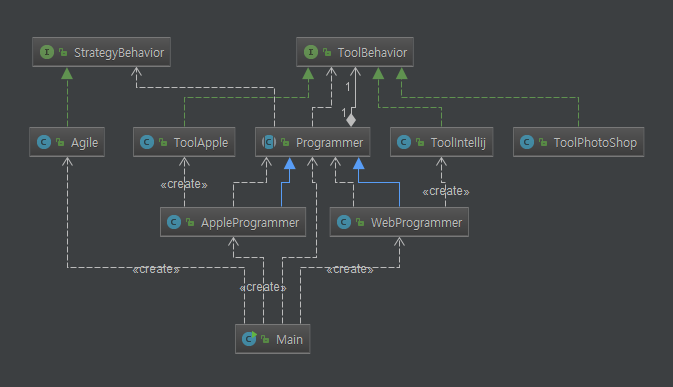 I StrategyBehavior
I ToolBehavior
1
1
C Agile
C ToolApple
C Programmer
C ToolIntellij
C ToolPhotoShop
«create»
«create»
C AppleProgrammer
C WebProgrammer
«create»
«create»
«create»
C Main